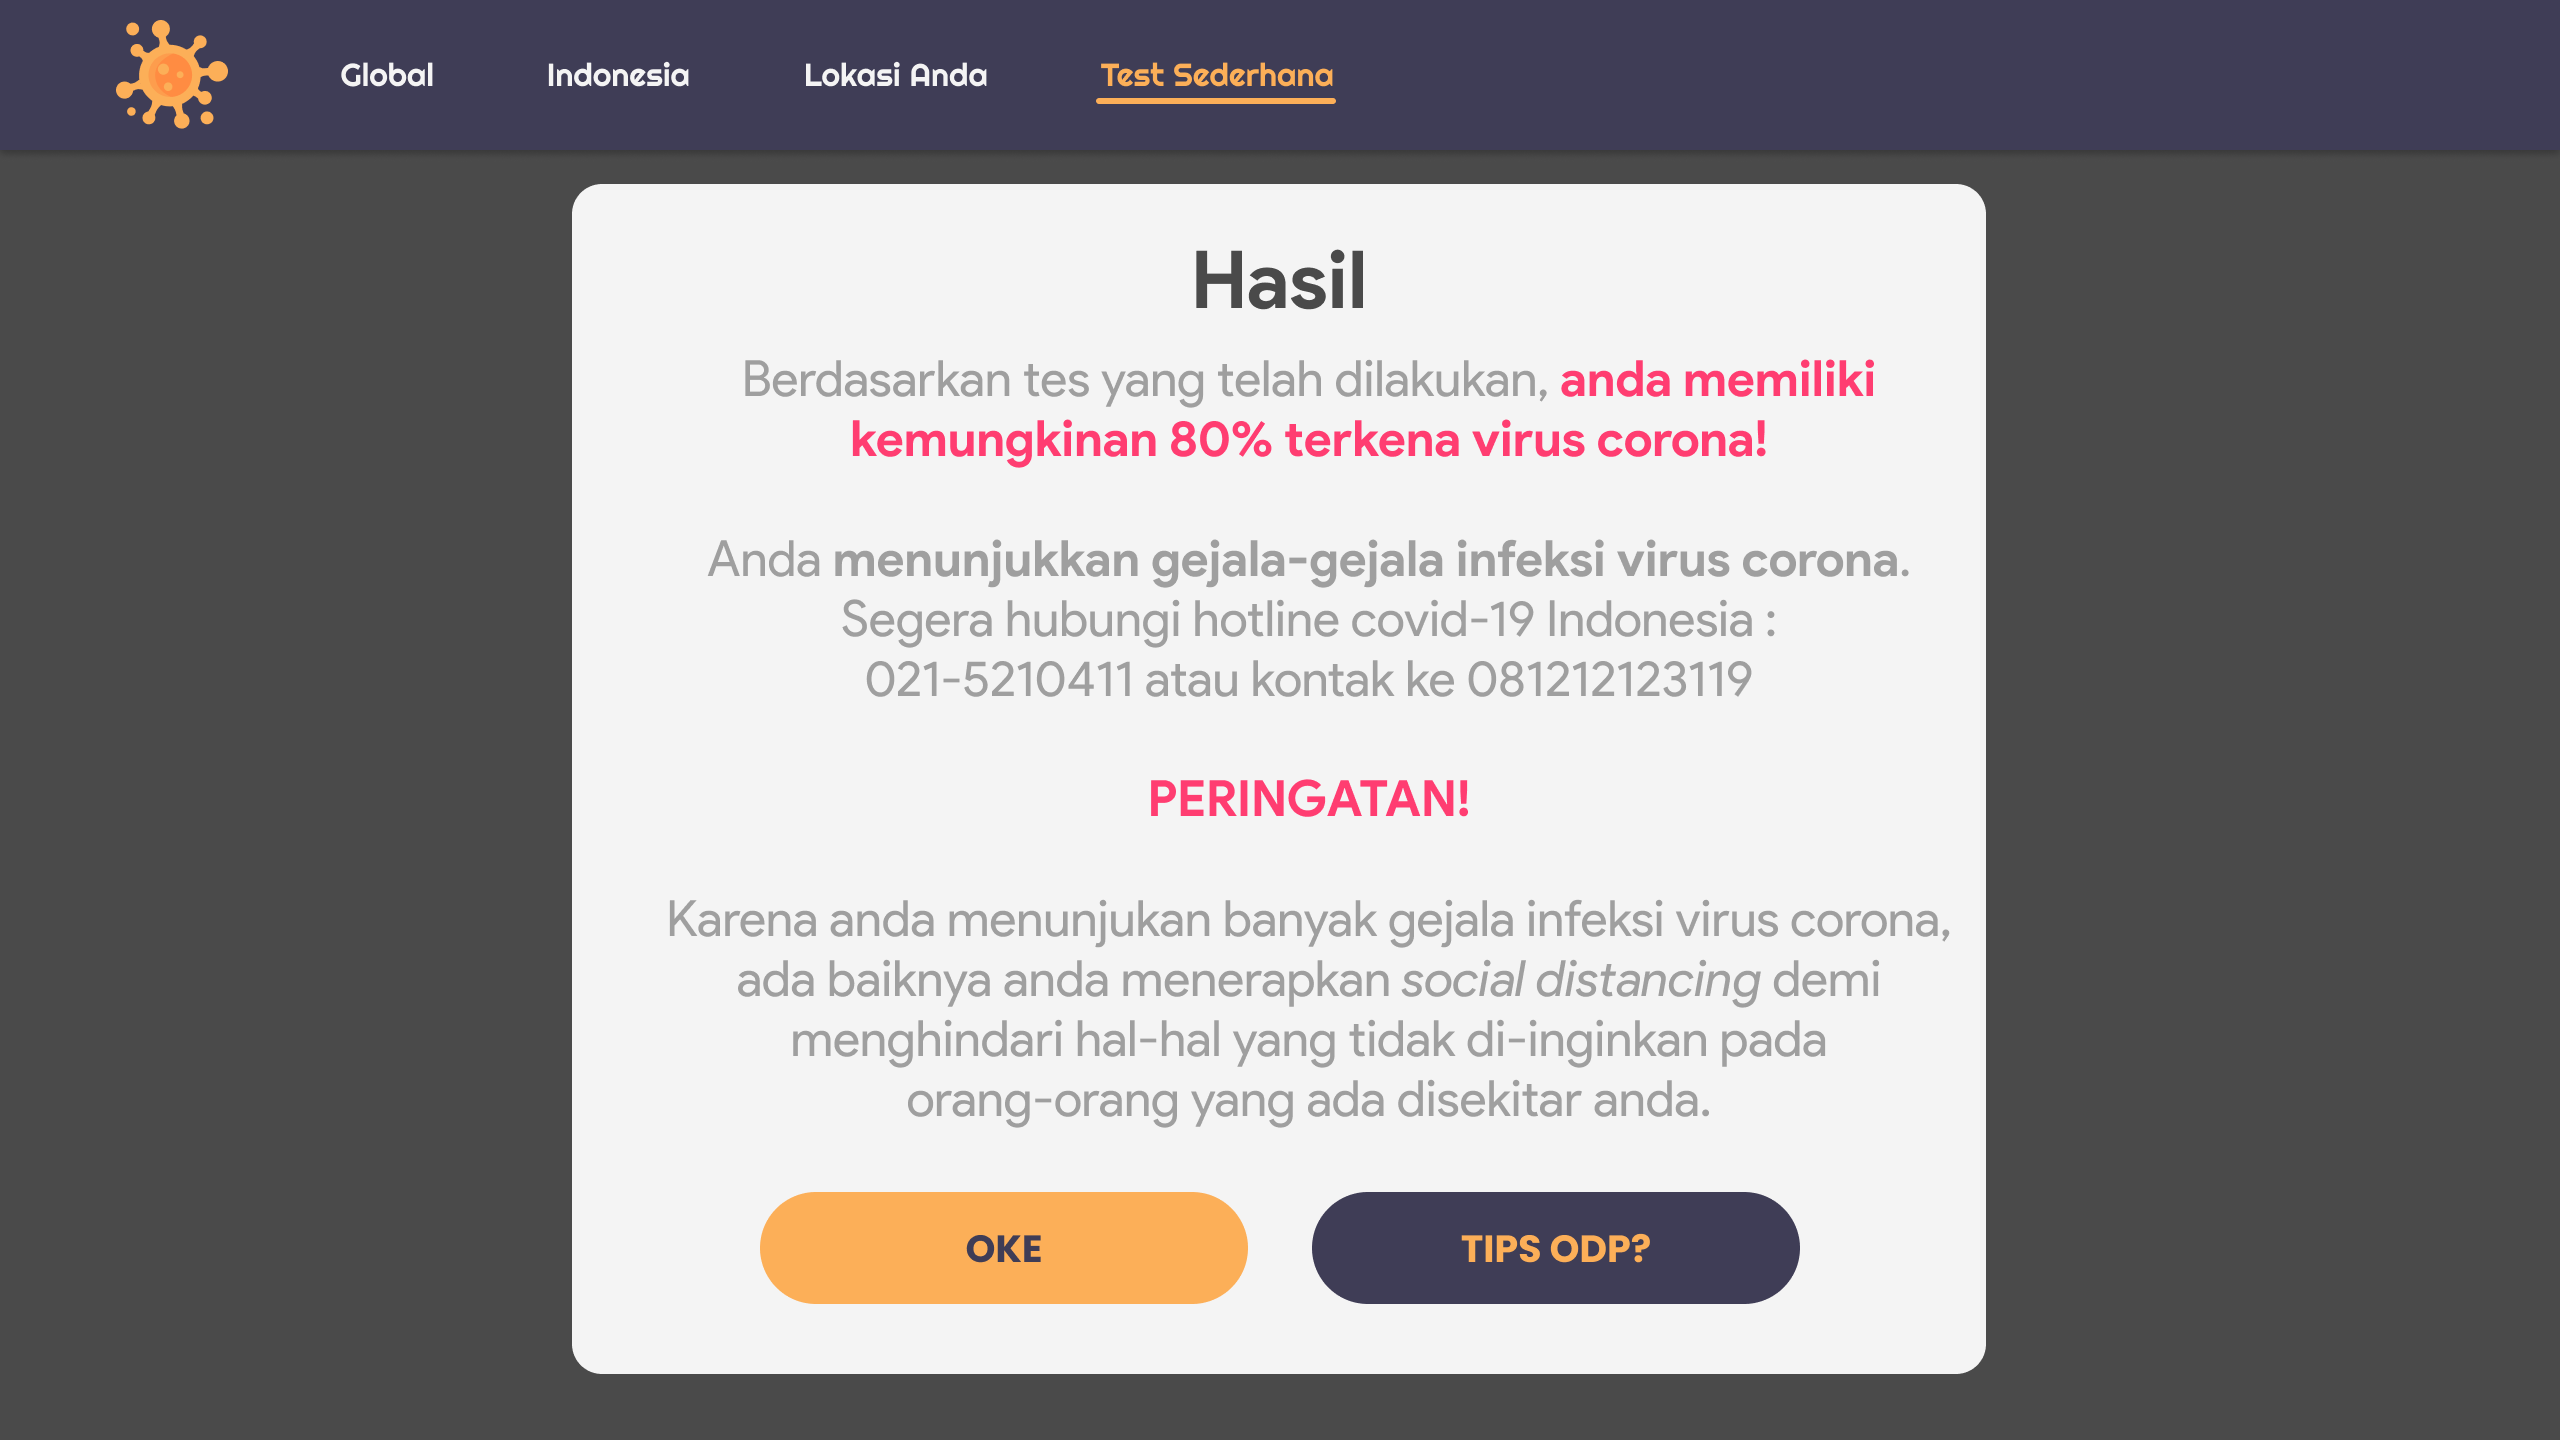 Global
Indonesia
Lokasi Anda
Test Sederhana
Hasil
Berdasarkan tes yang telah dilakukan, anda memiliki
kemungkinan 80% terkena virus corona!
Anda menunjukkan gejala-gejala infeksi virus corona.
Segera hubungi hotline covid-19 Indonesia :
021-5210411 atau kontak ke 081212123119
PERINGATAN!
Karena anda menunjukan banyak gejala infeksi virus corona,
ada baiknya anda menerapkan social distancing demi
menghindari hal-hal yang tidak di-inginkan pada
orang-orang yang ada disekitar anda.
OKE
TIPS ODP?